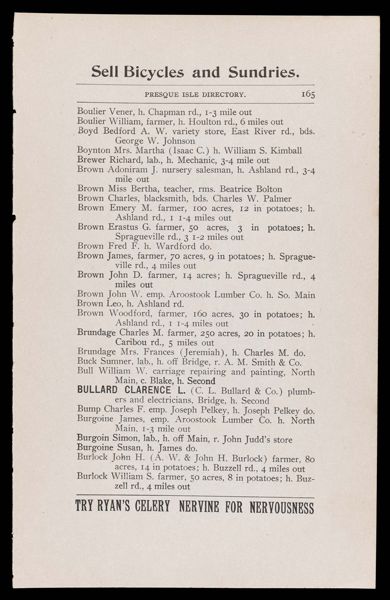 Sell Bicycles and Sundries.
PRESQUE ISLE DIRECTORY. 165
Boulier Vener, h. Chapman rd., 1-3 mile out
Boulier William, farmer, h. Houlton rd., 6 miles out
Boyd Bedford A. W. variety store, East River rd., bds.
George W. Johnson
Boynton Mrs. Martha (Isaac C.) h. William S. Kimball
Brewer Richard, lab., h. Mechanic, 3-4 mile out
Brown Adoniram J. nursery salesman, h. Ashland rd., 3-4
mile out
Brown Miss Bertha, teacher, rms. Beatrice Bolton
Brown Charles, blacksmith, bds. Charles W. Palmer
Brown Emery M. farmer, 100 acres, 12 in potatoes; h.
Ashland rd., 1 1-4 miles out
Brown Erastus G. farmer, 50 acres, 3 in potatoes; h.
Spragueville rd., 3 1-2 miles out
Brown Fred F. h. Wardford do.
Brown James, farmer, 70 acres, 9 in potatoes; h. Sprague-
ville rd., 4 miles out
Brown John D. farmer, 14 acres; h. Spragueville rd., 4
miles out
Brown John W. emp. Aroostook Lumber Co. h. So. Main
Brown Leo, h. Ashland rd.
Brown Woodford, farmer, 160 acres, 30 in potatoes; h.
Ashland rd., 1 1-4 miles out
Brundage Charles M. farmer, 250 acres, 20 in potatoes; h.
Caribou rd., 5 miles out
Brundage Mrs. Frances (Jeremiah), h. Charles M. do.
Buck Sumner, lab., h. off Bridge, r. A. M. Smith & Co.
Bull William W. carriage repairing and painting, North
Main, c. Blake, h. Second
BULLARD CLARENCE L. (C. L. Bullard & Co.) plumb-
ers and electricians, Bridge, h. Second
Bump Charles F. emp. Joseph Pelkey, h. Joseph Pelkey do.
Burgoine James, emp. Aroostook Lumber Co. h. North
Main, 1-3 mile out
Burgoin Simon, lab., h. off Main, r. John Judd's store
Burgoine Susan, h. James do.
Burlock John H. (A. W. & John H. Burlock) farmer, 80
acres, 14 in potatoes; h. Buzzell rd., 4 miles out
Burlock William S. farmer, 50 acres, 8 in potatoes; h. Buz-
zell rd., 4 miles out
TRY RYAN'S CELERY NERVINE FOR NERVOUSNESS